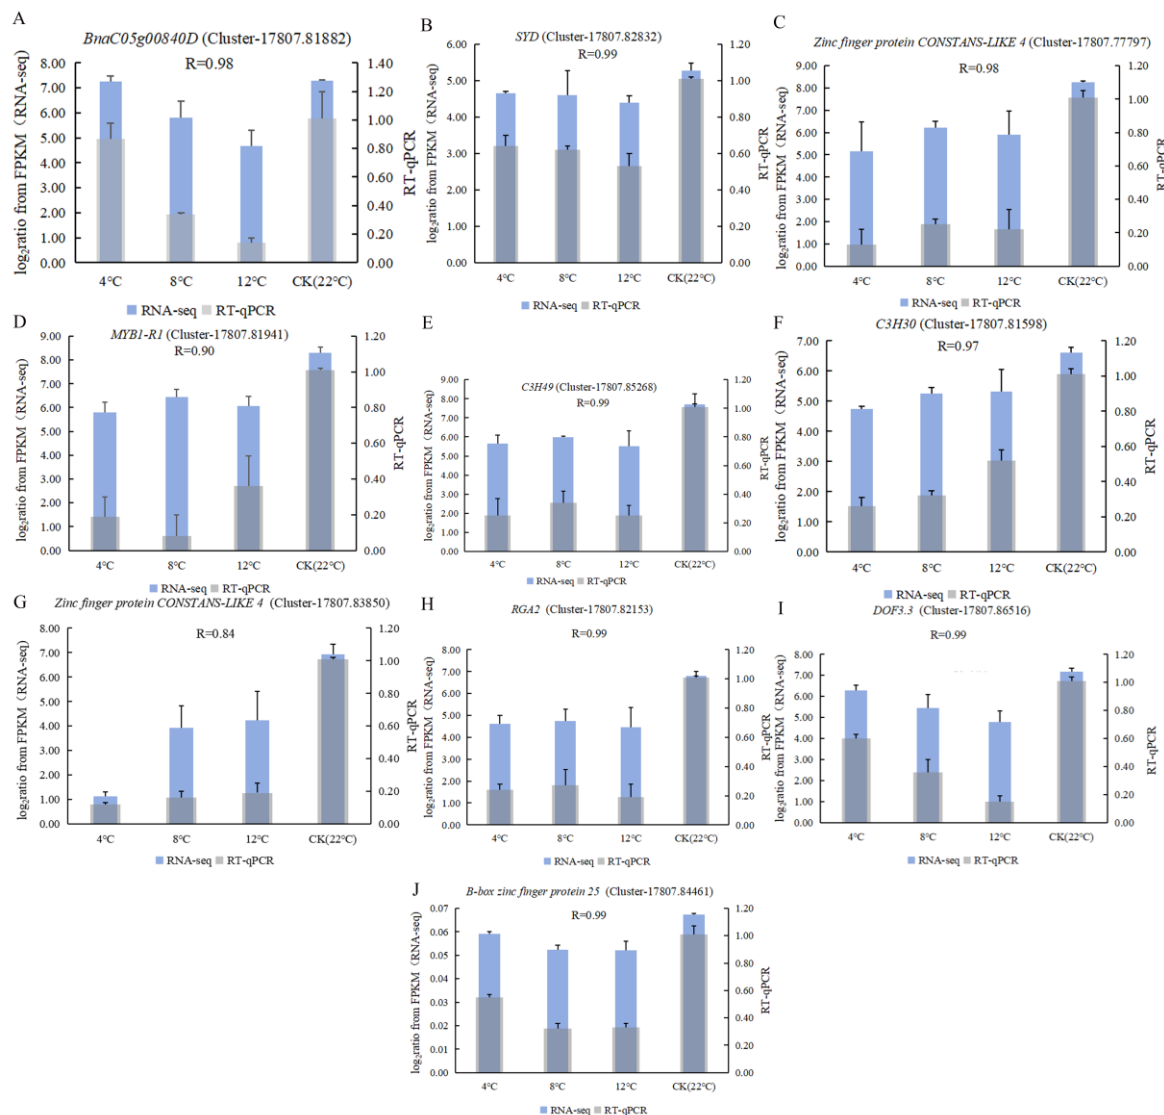 A
BnaC05g00840D (Cluster-17807.81882)
R=0.98
log₂ratio from FPKM（RNA-seq)
8.00
7.00
6.00
5.00
4.00
3.00
2.00
1.00
0.00
1.40
1.20
1.00
0.80
0.60
0.40
0.20
0.00
RT-qPCR
4℃ 8℃ 12℃ CK(22℃)
RNA-seq RT-qPCR
B
SYD (Cluster-17807.82832)
R=0.99
log₂ratio from FPKM（RNA-seq)
6.00
5.00
4.00
3.00
2.00
1.00
0.00
1.20
1.00
0.80
0.60
0.40
0.20
0.00
RT-qPCR
4℃ 8℃ 12℃ CK(22℃)
RNA-seq RT-qPCR
C
Zinc finger protein CONSTANS-LIKE 4 (Cluster-17807.77797)
R=0.98
log₂ratio from FPKM（RNA-seq)
9.00
8.00
7.00
6.00
5.00
4.00
3.00
2.00
1.00
0.00
1.20
1.00
0.80
0.60
0.40
0.20
0.00
RT-qPCR
4℃ 8℃ 12℃ CK(22℃)
RNA-seq RT-qPCR
D
MYB1-R1 (Cluster-17807.81941)
R=0.90
log₂ratio from FPKM（RNA-seq)
9.00
8.00
7.00
6.00
5.00
4.00
3.00
2.00
1.00
0.00
1.20
1.00
0.80
0.60
0.40
0.20
0.00
RT-qPCR
4℃ 8℃ 12℃ CK(22℃)
RNA-seq RT-qPCR
E
C3H49 (Cluster-17807.85268)
R=0.99
log₂ratio from FPKM（RNA-seq)
9.00
8.00
7.00
6.00
5.00
4.00
3.00
2.00
1.00
0.00
1.20
1.00
0.80
0.60
0.40
0.20
0.00
RT-qPCR
4℃ 8℃ 12℃ CK(22℃)
RNA-seq RT-qPCR
F
C3H30 (Cluster-17807.81598)
R=0.97
log₂ratio from FPKM（RNA-seq)
7.00
6.00
5.00
4.00
3.00
2.00
1.00
0.00
1.20
1.00
0.80
0.60
0.40
0.20
0.00
RT-qPCR
4℃ 8℃ 12℃ CK(22℃)
RNA-seq RT-qPCR
G
Zinc finger protein CONSTANS-LIKE 4 (Cluster-17807.83850)
R=0.84
log₂ratio from FPKM (RNA-seq)
8.00
7.00
6.00
5.00
4.00
3.00
2.00
1.00
0.00
1.20
1.00
0.80
0.60
0.40
0.20
0.00
RT-qPCR
4℃ 8℃ 12℃ CK(22℃)
RNA-seq RT-qPCR
H
RGA2 (Cluster-17807.82153)
R=0.99
log₂ratio from FPKM (RNA-seq)
8.00
7.00
6.00
5.00
4.00
3.00
2.00
1.00
0.00
1.20
1.00
0.80
0.60
0.40
0.20
0.00
RT-qPCR
4℃ 8℃ 12℃ CK(22℃)
RNA-seq RT-qPCR
I
DOF3.3 (Cluster-17807.86516)
R=0.99
log₂ratio from FPKM (RNA-seq)
8.00
7.00
6.00
5.00
4.00
3.00
2.00
1.00
0.00
1.20
1.00
0.80
0.60
0.40
0.20
0.00
RT-qPCR
4℃ 8℃ 12℃ CK(22℃)
RNA-seq RT-qPCR
J
B-box zinc finger protein 25 (Cluster-17807.84461)
R=0.99
log₂ratio from FPKM（RNA-seq)
0.07
0.06
0.05
0.04
0.03
0.02
0.01
0.00
1.20
1.00
0.80
0.60
0.40
0.20
0.00
RT-qPCR
4℃ 8℃ 12℃ CK(22℃)
RNA-seq RT-qPCR